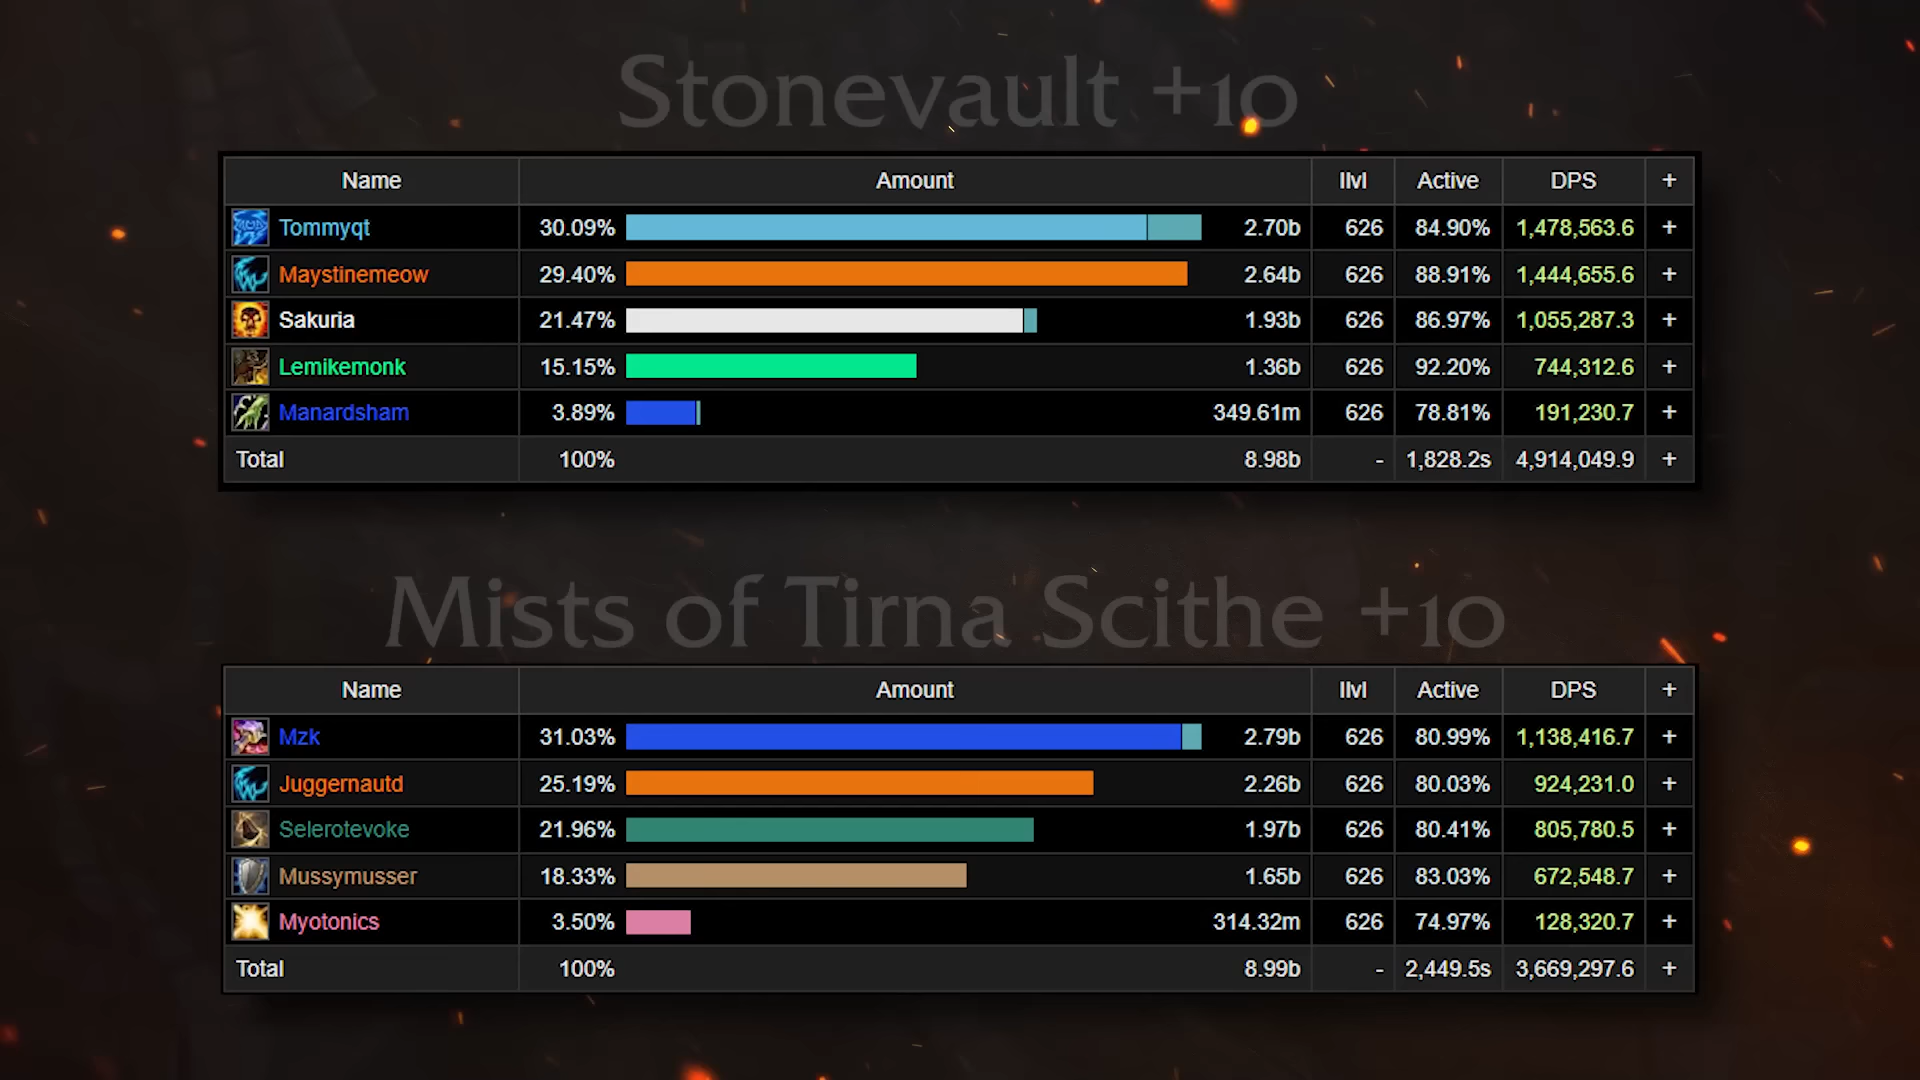 Stonevault +10
Name Amount Ilvl Active DPS +
Tommyqt 30.09% 2.70b 626 84.90% 1,478,563.6 +
Maystinemeow 29.40% 2.64b 626 88.91% 1,444,655.6 +
Sakuria 21.47% 1.93b 626 86.97% 1,055,287.3 +
Lemikemonk 15.15% 1.36b 626 92.20% 744,312.6 +
Manardsham 3.89% 349.61m 626 78.81% 191,230.7 +
Total 100% 8.98b - 1,828.2s 4,914,049.9 +
Mists of Tirna Scithe +10
Name Amount Ilvl Active DPS +
Mzk 31.03% 2.79b 626 80.99% 1,138,416.7 +
Juggernautd 25.19% 2.26b 626 80.03% 924,231.0 +
Selerotevoke 21.96% 1.97b 626 80.41% 805,780.5 +
Mussymusser 18.33% 1.65b 626 83.03% 672,548.7 +
Myotonics 3.50% 314.32m 626 74.97% 128,320.7 +
Total 100% 8.99b - 2,449.5s 3,669,297.6 +